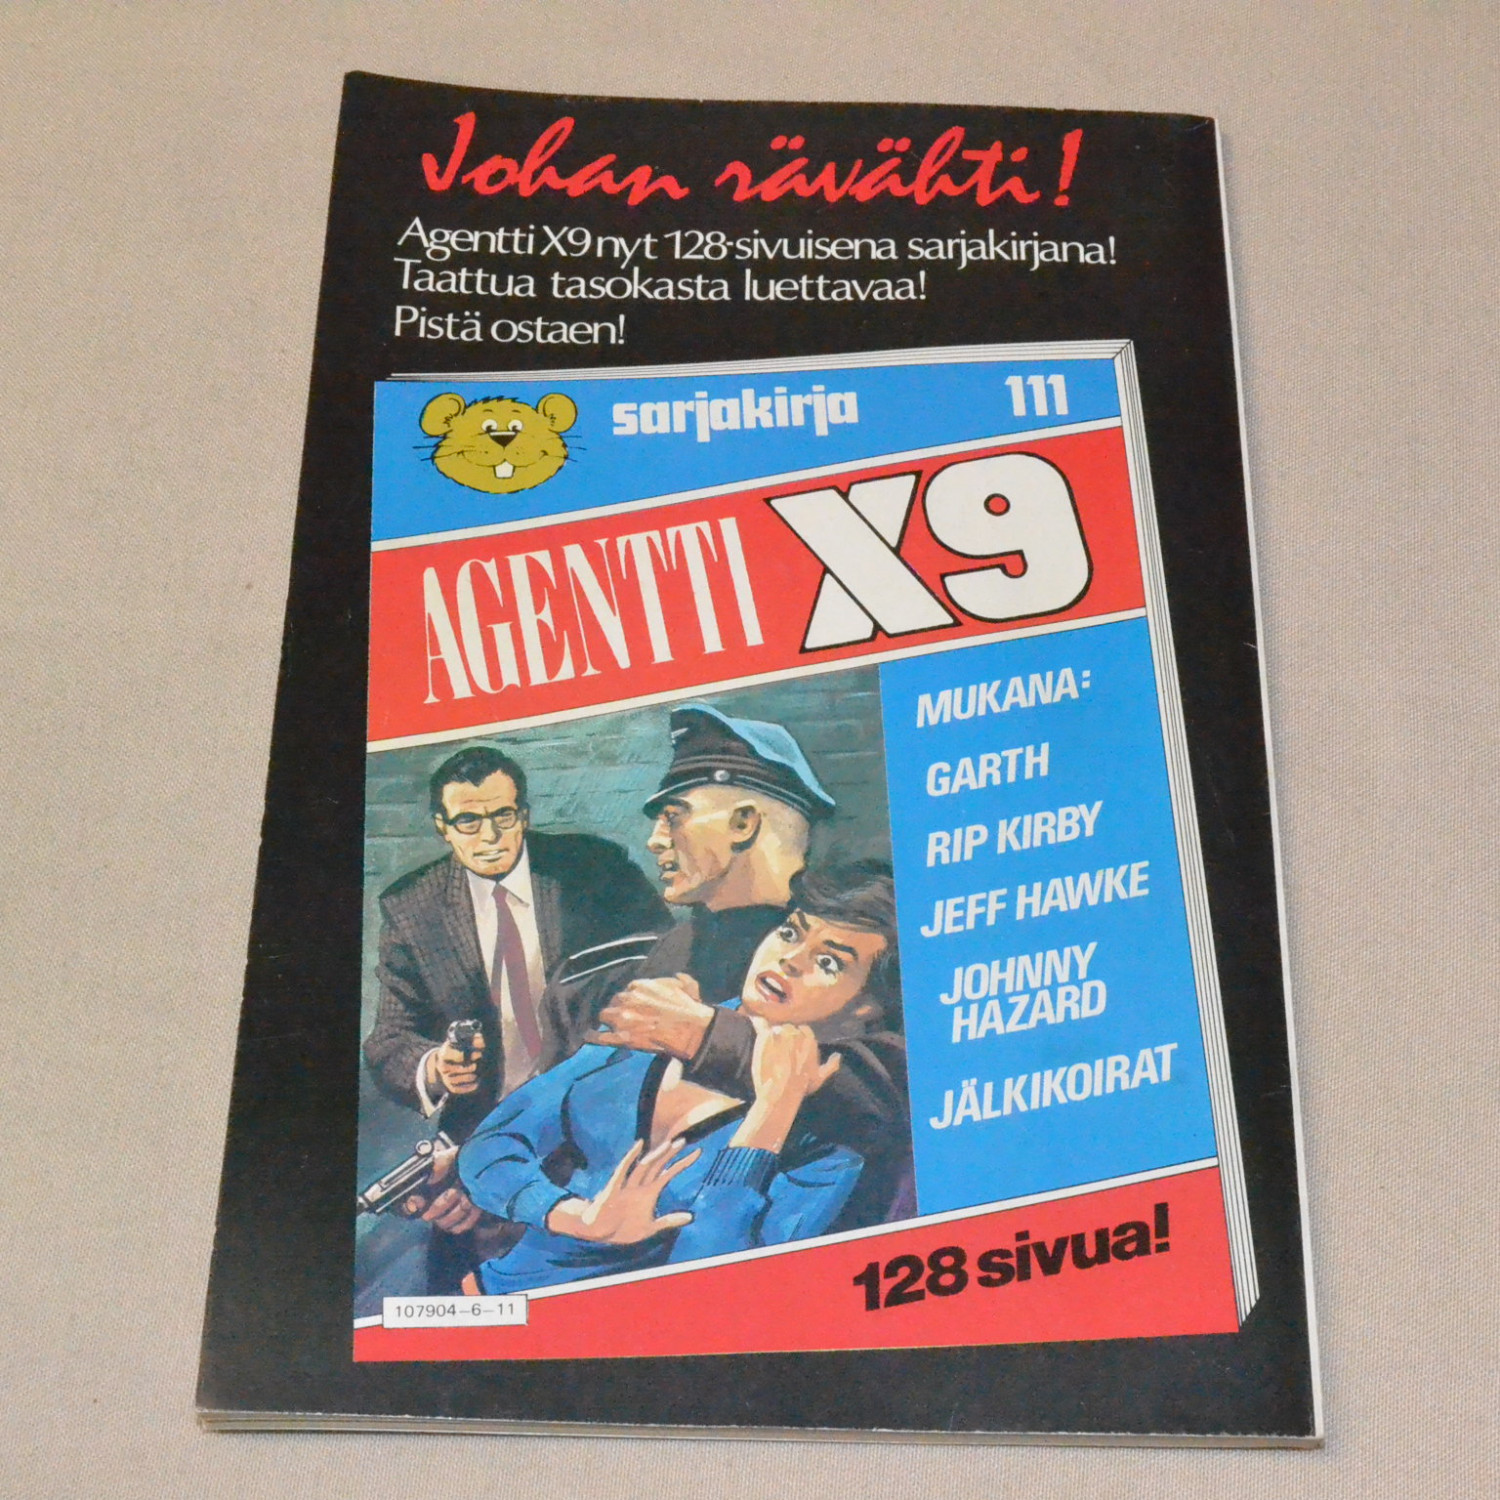 Johan rävähti!
Agentti X9 nyt 128-sivuisena sarjakirjana!
Taattua tasokasta luettavaa!
Pistä ostaen!
sarjakirja
111
AGENTTI X9
MUKANA:
GARTH
RIP KIRBY
JEFF HAWKE
JOHNNY
HAZARD
JÄLKIKOIRAT
128 sivua!
107904-6-11